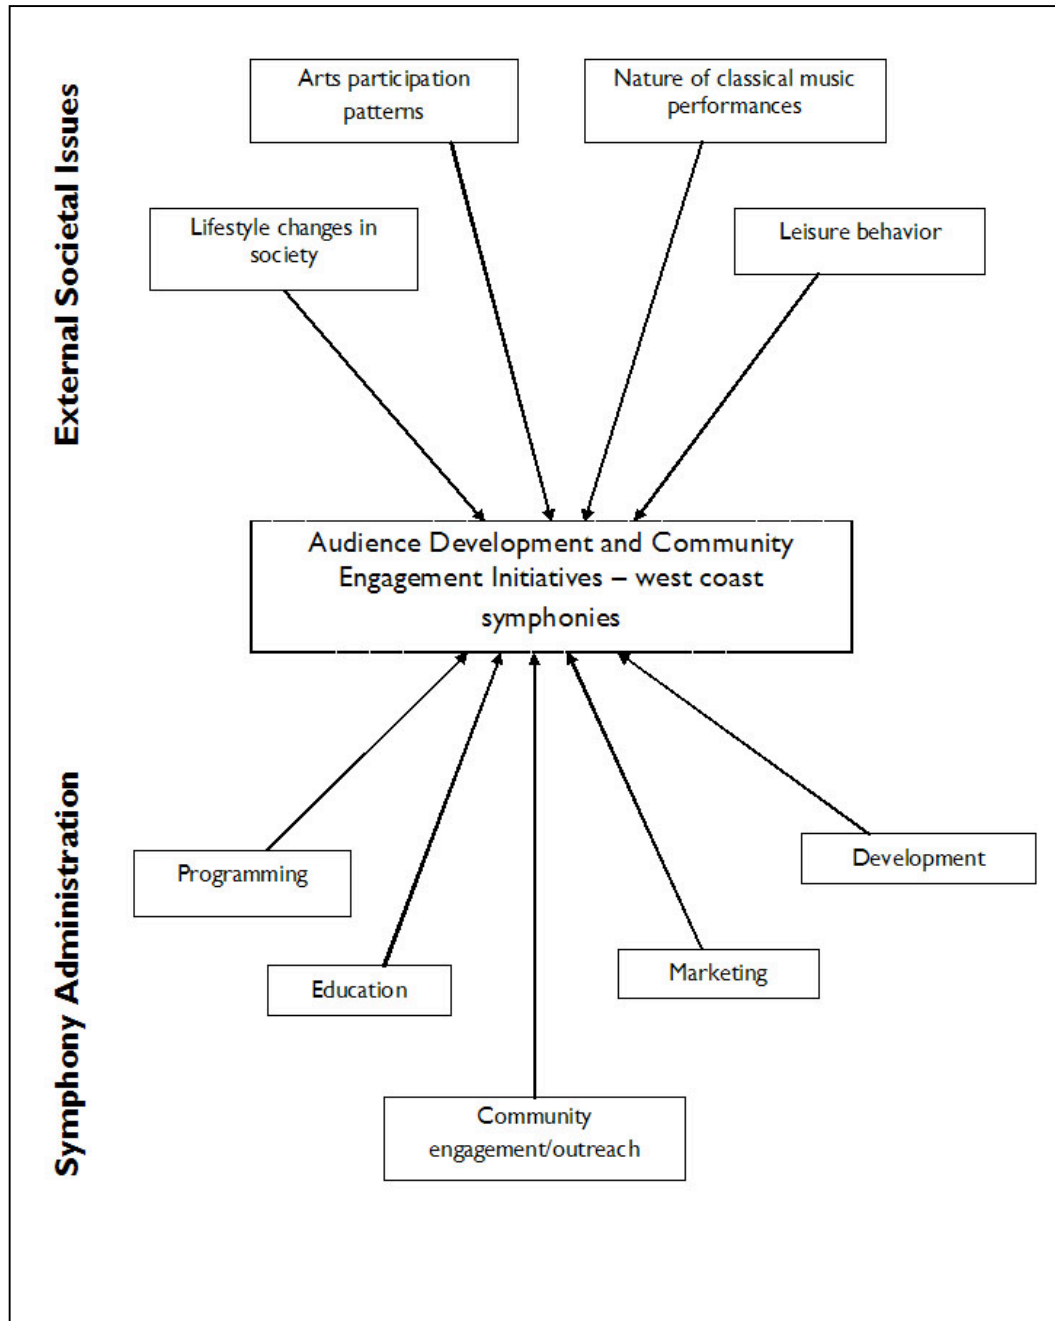 External Societal Issues
Arts participation
patterns
Nature of classical music
performances
Lifestyle changes in
society
Leisure behavior
Audience Development and Community
Engagement Initiatives – west coast
symphonies
Symphony Administration
Programming
Development
Education
Marketing
Community
engagement/outreach